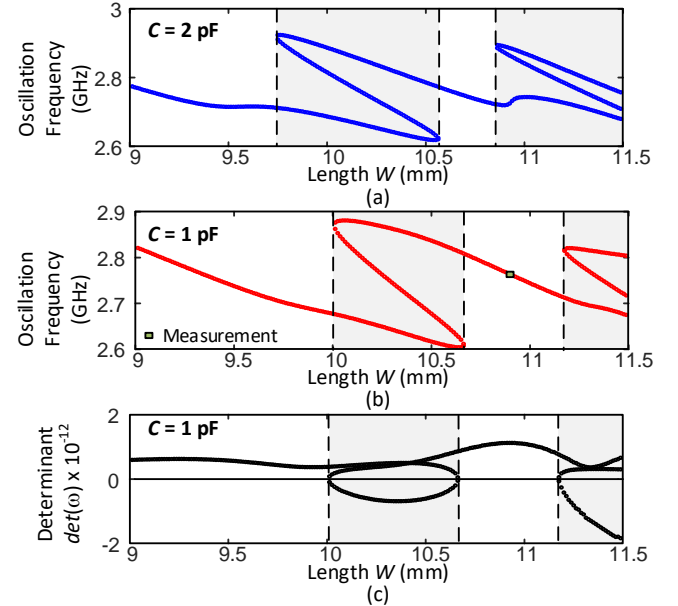 3
2.8
2.6
Oscillation
Frequency
(GHz)
C = 2 pF
9
9.5
10
10.5
11
11.5
Length W (mm)
(a)
2.9
2.8
2.7
2.6
Oscillation
Frequency
(GHz)
C = 1 pF
Measurement
9
9.5
10
10.5
11
11.5
Length W (mm)
(b)
2
0
-2
Determinant
det(ω) x 10-12
C = 1 pF
9
9.5
10
10.5
11
11.5
Length W (mm)
(c)